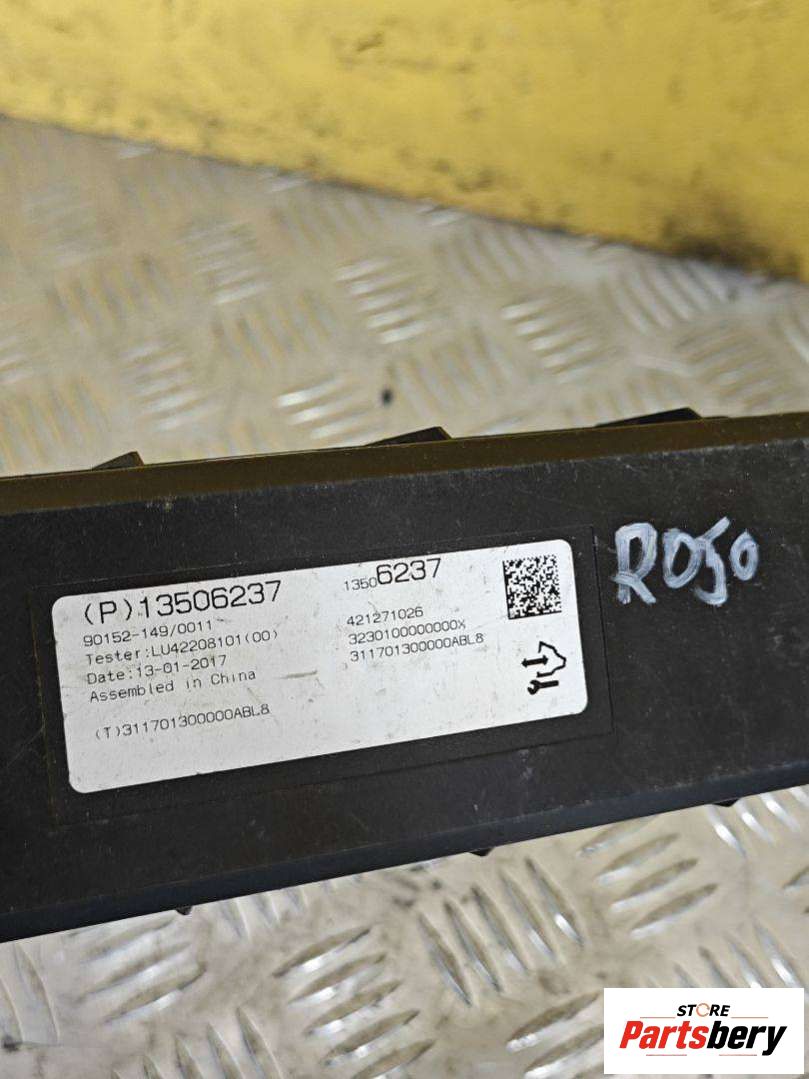 (P)13506237
90152-149/0011
Tester:LU42208101(00)
Date:13-01-2017
Assembled in China
(T)311701300000ABL8
13506237
421271026
3230100000000X
311701300000ABL8
R050
STORE
Partsbery